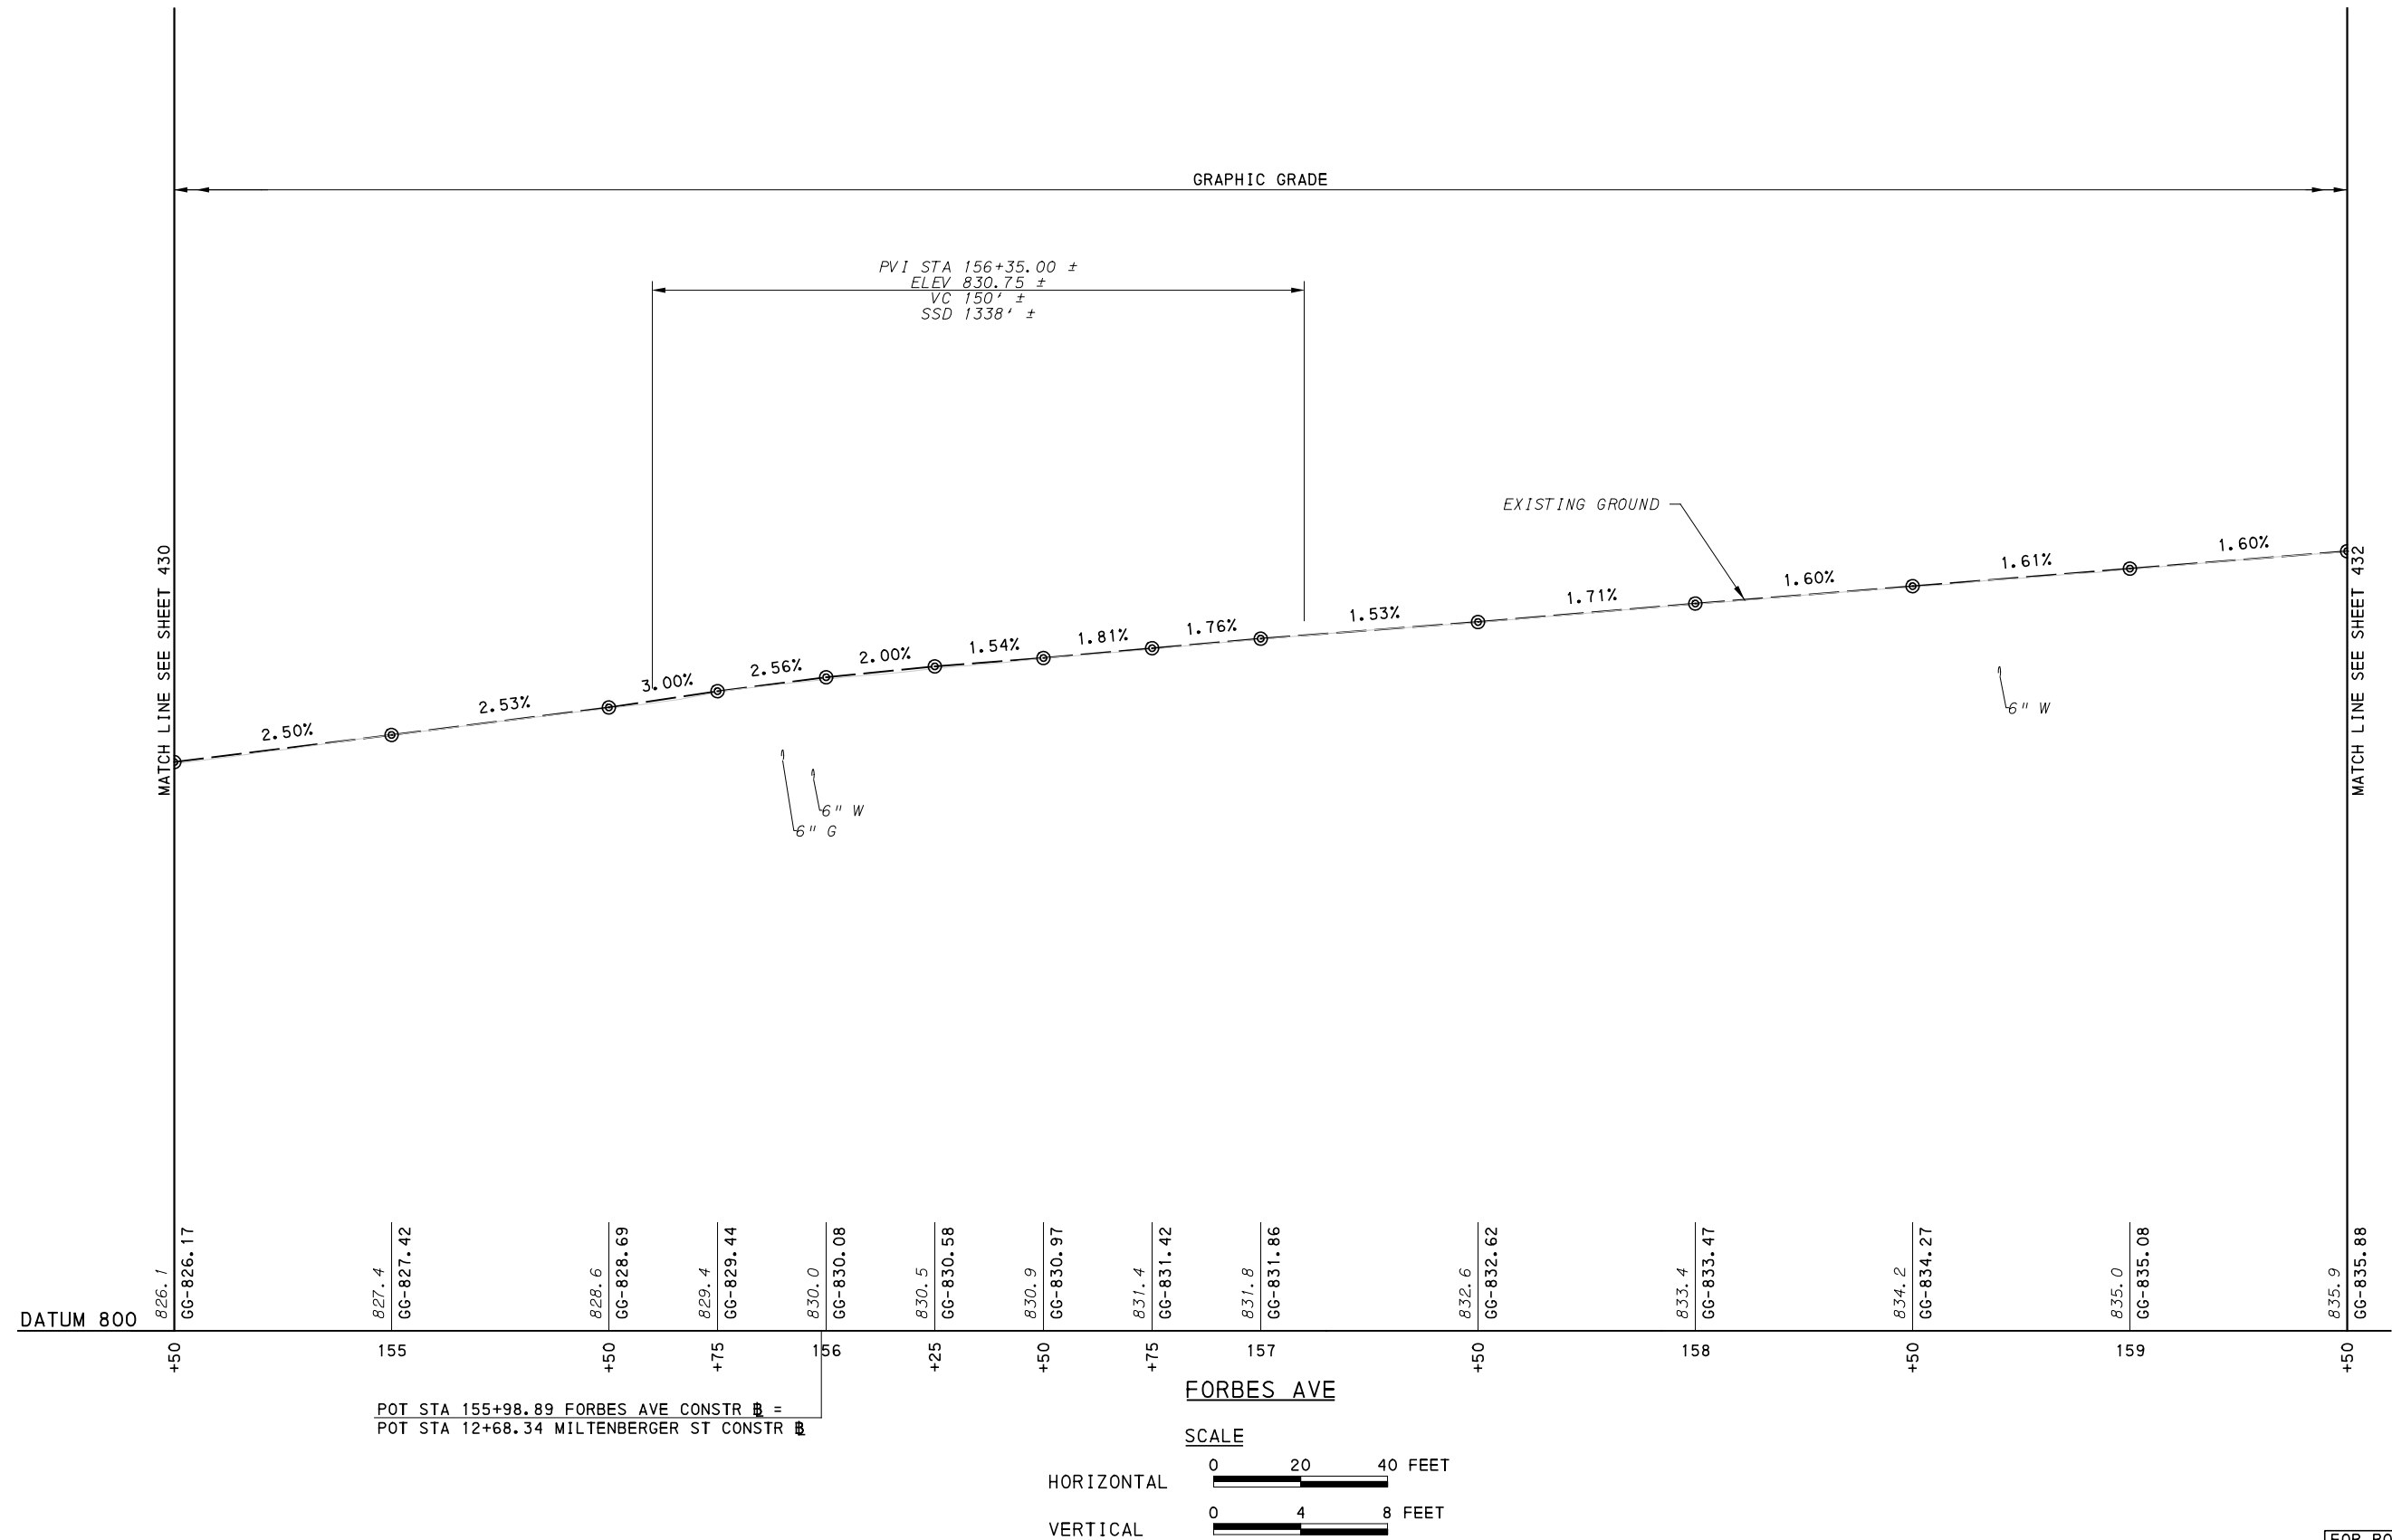 GRAPHIC GRADE
PVI STA 156+35.00 ±
ELEV 830.75 ±
VC 150' ±
SSD 1338' ±
EXISTING GROUND
MATCH LINE SEE SHEET 430
MATCH LINE SEE SHEET 432
2.50%
2.53%
3.00%
2.56%
2.00%
1.54%
1.81%
1.76%
1.53%
1.71%
1.60%
1.61%
1.60%
6" W
6" W
6" G
826.1
GG-826.17
827.4
GG-827.42
828.6
GG-828.69
829.4
GG-829.44
830.0
GG-830.08
830.5
GG-830.58
830.9
GG-830.97
831.4
GG-831.42
831.8
GG-831.86
832.6
GG-832.62
833.4
GG-833.47
834.2
GG-834.27
835.0
GG-835.08
835.9
GG-835.88
DATUM 800
+50
155
+50
+75
156
+25
+50
+75
157
+50
158
+50
159
+50
FORBES AVE
POT STA 155+98.89 FORBES AVE CONSTR B =
POT STA 12+68.34 MILTENBERGER ST CONSTR B
SCALE
HORIZONTAL 0 20 40 FEET
VERTICAL 0 4 8 FEET